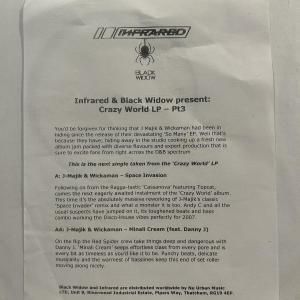 INFRARED
BLACK
WIDOW
Infrared & Black Widow present:
Crazy World LP – Pt3
You'd be forgiven for thinking that J Majik & Wickaman had been in
hiding since the release of their devastating 'So Many' EP. Well that's
because they have, hiding away in the studio cooking up a fresh new
album jam packed with diverse flavours and expert production that is
sure to excite fans from right across the D&B spectrum
This is the next single taken from the 'Crazy World' LP
A: J-Majik & Wickaman – Space Invasion
Following on from the Ragga-tastic 'Cassanova' featuring Topcat,
comes the next eagerly awaited instalment of the 'Crazy World' album.
This time it's the absolutely massive reworking of J-Majik's classic
'Space Invader' remix and what a monster it is too. Andy C and all the
usual suspects have jumped on it, its toughened beats and bass
combo working the Disco-House vibes perfectly for 2007.
AA: J-Majik & Wickaman – Minali Cream (feat. Danny J)
On the flip the Red Spider crew take things deep and dangerous with
Danny J. 'Minali Cream' keeps effortless class from every pore and is
every bit as timeless as you'd like it to be. Punchy beats, delicate
musicality and the warmest of basslines keep this end of set roller
moving along nicely.
Black Widow and Infrared are distributed worldwide by Nu Urban Music
Unit 9, Rivermead Industrial Estate, Pipers Way, Thatcham, RG19 4EP.